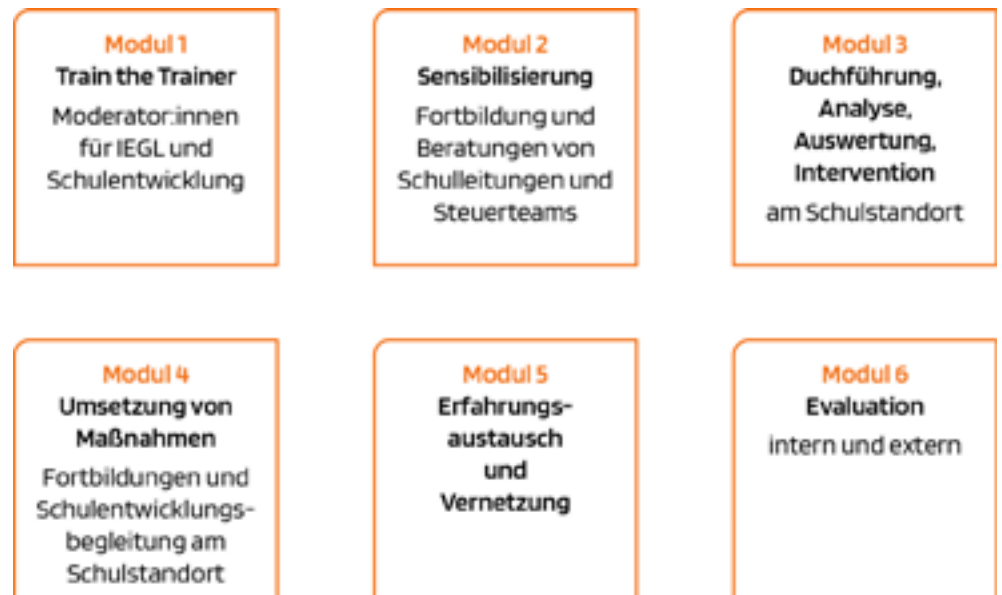 Modul 1
Train the Trainer
Moderator:innen
für IEGL und
Schulentwicklung
Modul 2
Sensibilisierung
Fortbildung und
Beratungen von
Schulleitungen und
Steuerteams
Modul 3
Duchführung,
Analyse,
Auswertung,
Intervention
am Schulstandort
Modul 4
Umsetzung von
Maßnahmen
Fortbildungen und
Schulentwicklungs-
begleitung am
Schulstandort
Modul 5
Erfahrungs-
austausch
und
Vernetzung
Modul 6
Evaluation
intern und extern